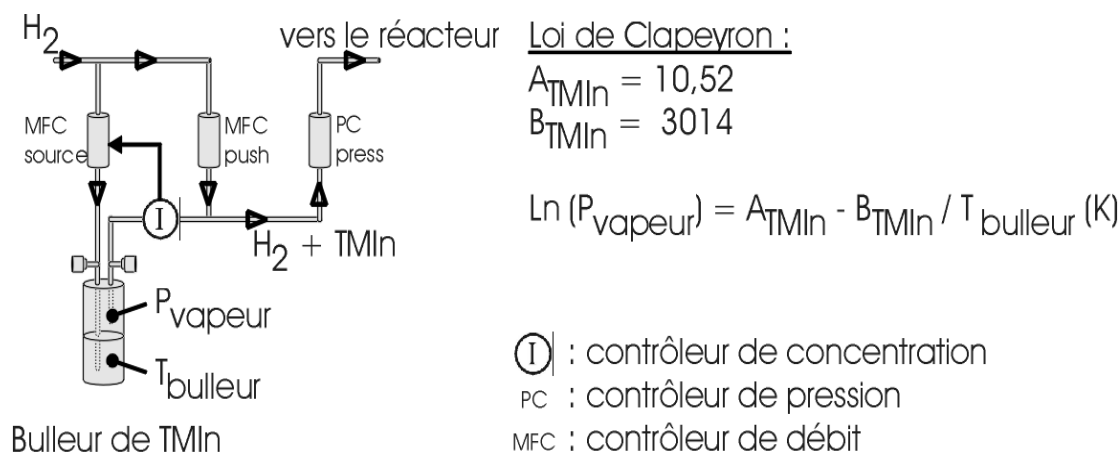 H2
vers le réacteur
MFC source
MFC push
PC press
I
H2 + TMIn
Pvapeur
Tbulleur
Bulleur de TMIn
Loi de Clapeyron :
ATMIn = 10,52
BTMIn = 3014
Ln (Pvapeur) = ATMIn - BTMIn / T bulleur (K)
I : contrôleur de concentration
PC : contrôleur de pression
MFC : contrôleur de débit